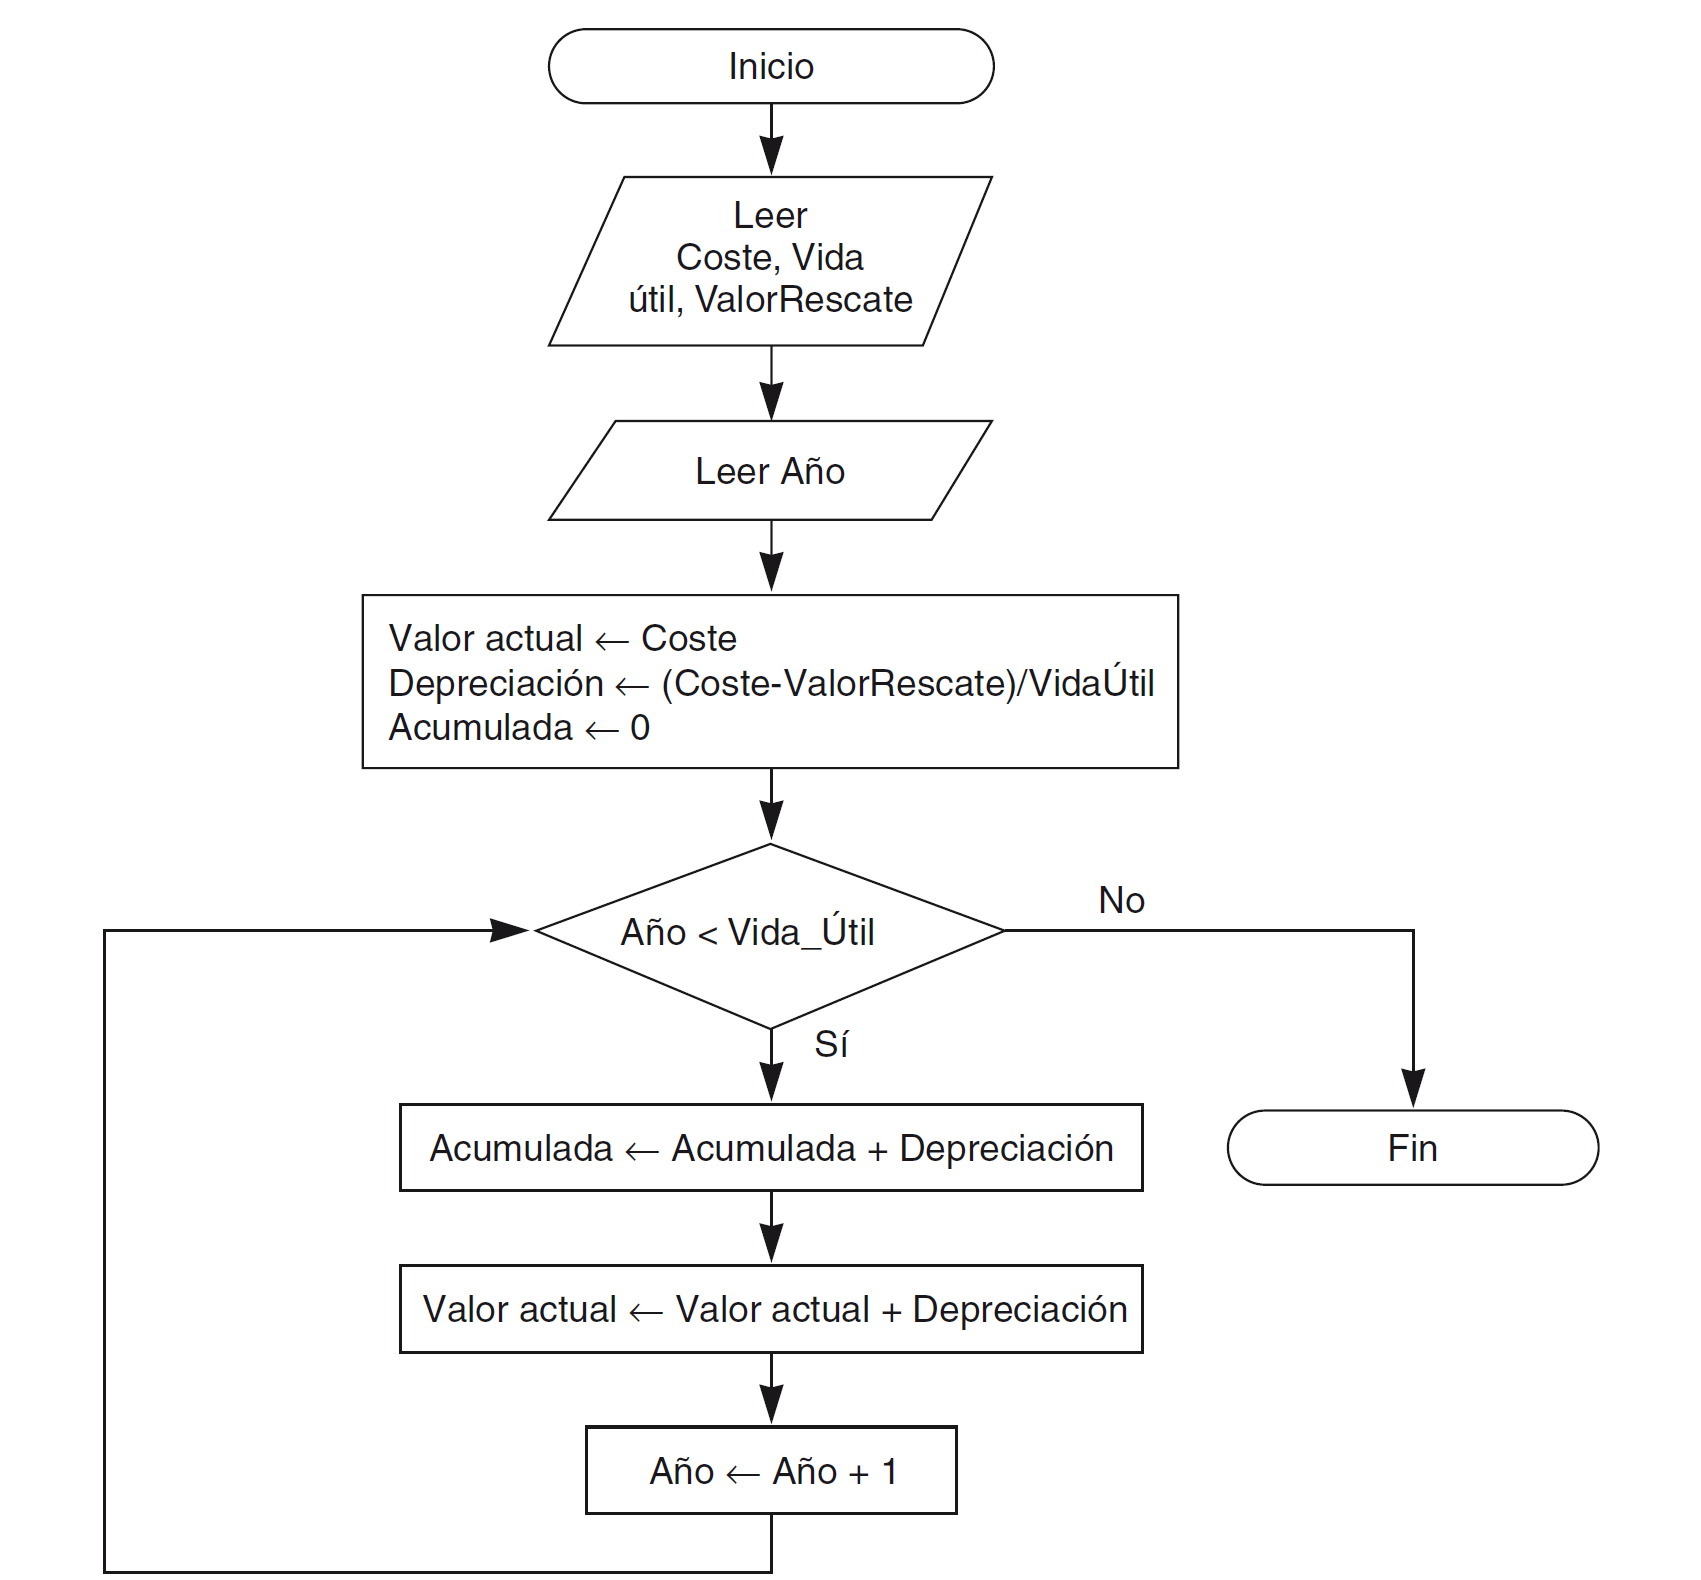 Inicio
Leer
Coste, Vida
útil, ValorRescate
Leer Año
Valor actual ← Coste
Depreciación ← (Coste-ValorRescate)/VidaÚtil
Acumulada ← 0
Año < Vida_Útil
No
Sí
Acumulada ← Acumulada + Depreciación
Fin
Valor actual ← Valor actual + Depreciación
Año ← Año + 1